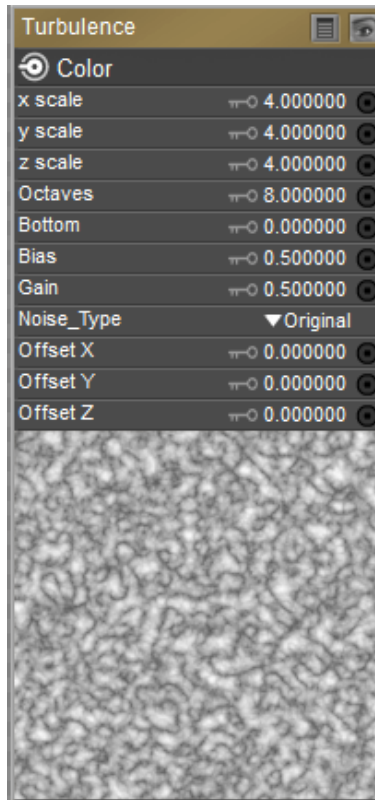 Turbulence
Color
x scale 4.000000
y scale 4.000000
z scale 4.000000
Octaves 8.000000
Bottom 0.000000
Bias 0.500000
Gain 0.500000
Noise_Type Original
Offset X 0.000000
Offset Y 0.000000
Offset Z 0.000000